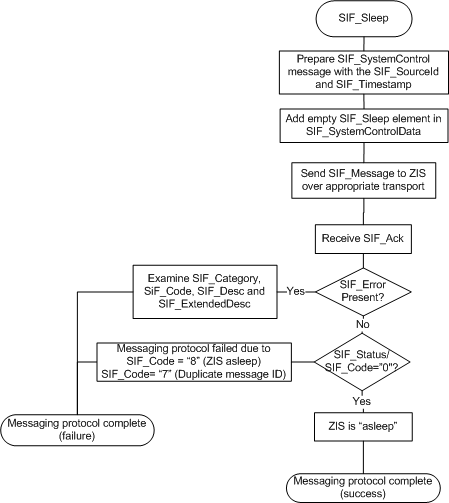 SIF_Sleep
Prepare SIF_SystemControl
message with the SIF_SourceId
and SIF_Timestamp
Add empty SIF_Sleep element in
SIF_SystemControlData
Send SIF_Message to ZIS
over appropriate transport
Receive SIF_Ack
SIF_Error
Present?
Yes
Examine SIF_Category,
SiF_Code, SIF_Desc and
SIF_ExtendedDesc
No
SIF_Status/
SIF_Code="0"?
Messaging protocol failed due to
SIF_Code = “8” (ZIS asleep)
SIF_Code= “7” (Duplicate message ID)
Yes
Messaging protocol complete
(failure)
ZIS is “asleep”
Messaging protocol complete
(success)